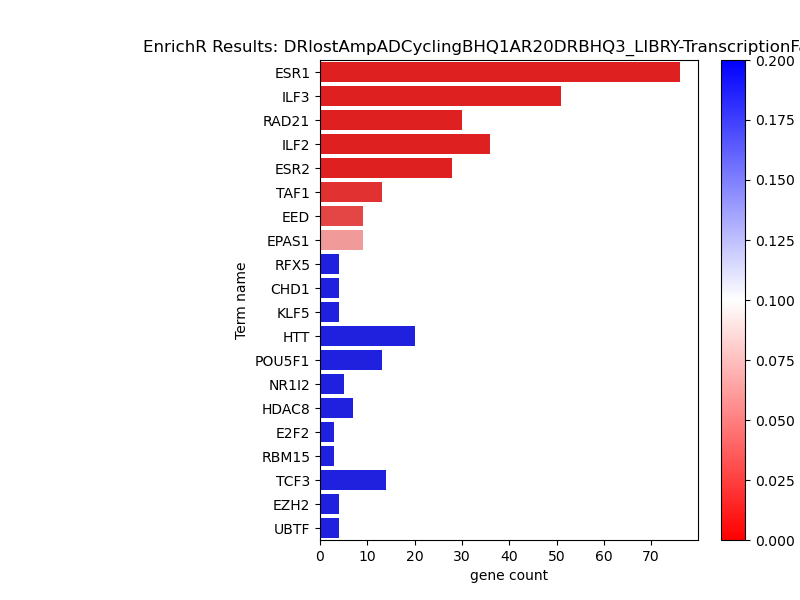 EnrichR Results: DRlostAmpADCyclingBHQ1AR20DRBHQ3_LIBRY-TranscriptionFa
ESR1
ILF3
RAD21
ILF2
ESR2
TAF1
EED
EPAS1
RFX5
CHD1
KLF5
HTT
POU5F1
NR1I2
HDAC8
E2F2
RBM15
TCF3
EZH2
UBTF
Term name
0 10 20 30 40 50 60 70
gene count
0.200
0.175
0.150
0.125
0.100
0.075
0.050
0.025
0.000